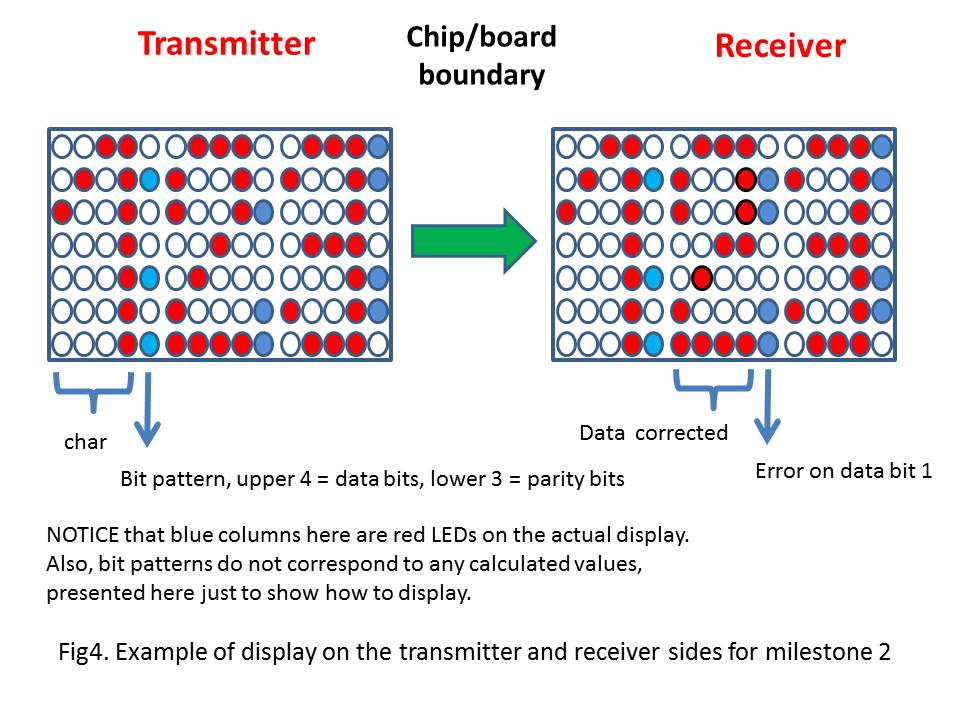 Transmitter
Chip/board
boundary
Receiver
char
Data corrected
Bit pattern, upper 4 = data bits, lower 3 = parity bits
Error on data bit 1
NOTICE that blue columns here are red LEDs on the actual display.
Also, bit patterns do not correspond to any calculated values,
presented here just to show how to display.
Fig4. Example of display on the transmitter and receiver sides for milestone 2